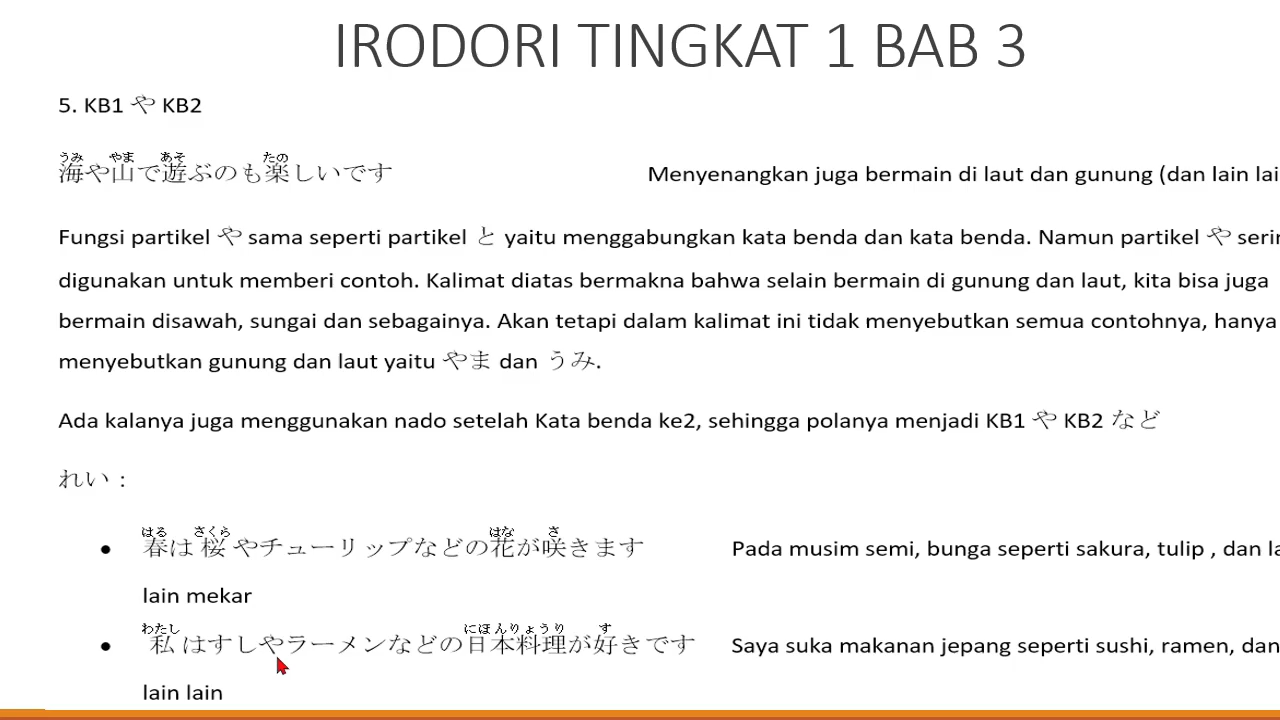 IRODORI TINGKAT 1 BAB 3
5. KB1 や KB2
うみ やま あそ たの
海や山で遊ぶのも楽しいです Menyenangkan juga bermain di laut dan gunung (dan lain lai
Fungsi partikel や sama seperti partikel と yaitu menggabungkan kata benda dan kata benda. Namun partikel や serin
digunakan untuk memberi contoh. Kalimat diatas bermakna bahwa selain bermain di gunung dan laut, kita bisa juga
bermain disawah, sungai dan sebagainya. Akan tetapi dalam kalimat ini tidak menyebutkan semua contohnya, hanya
menyebutkan gunung dan laut yaitu やま dan うみ.
Ada kalanya juga menggunakan nado setelah Kata benda ke2, sehingga polanya menjadi KB1 や KB2 など
れい :
はる さくら はな さ
• 春は 桜 やチューリップなどの花が咲きます Pada musim semi, bunga seperti sakura, tulip , dan la
lain mekar
わたし にほんりょうり す
• 私 はすしやラーメンなどの日本料理が好きです Saya suka makanan jepang seperti sushi, ramen, dan
lain lain